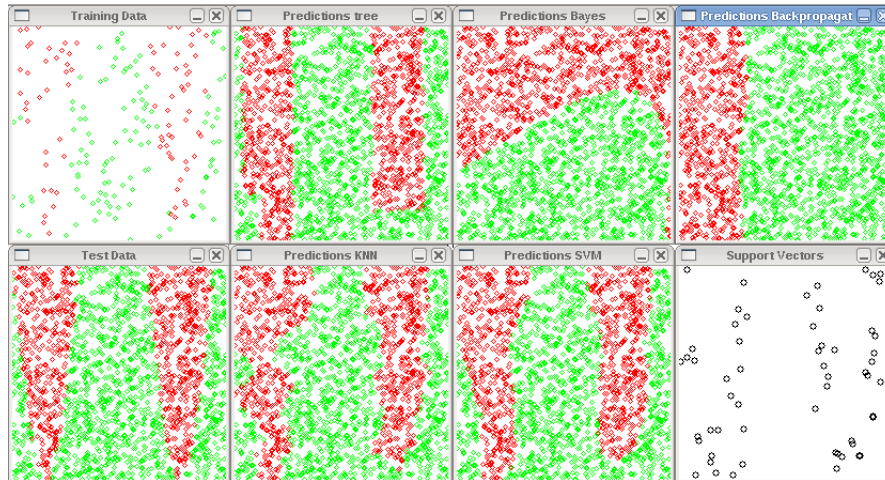 Training Data
Predictions tree
Predictions Bayes
Predictions Backpropagat
Test Data
Predictions KNN
Predictions SVM
Support Vectors